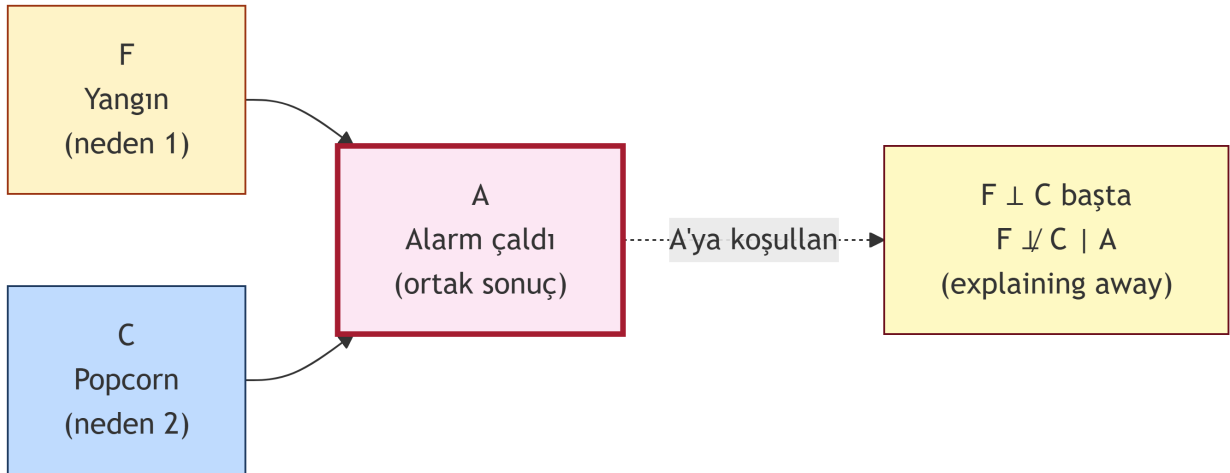 F
Yangın
(neden 1)
C
Popcorn
(neden 2)
A
Alarm çaldı
(ortak sonuç)
A'ya koşullan
F ⊥ C başta
F ⊥̸ C | A
(explaining away)